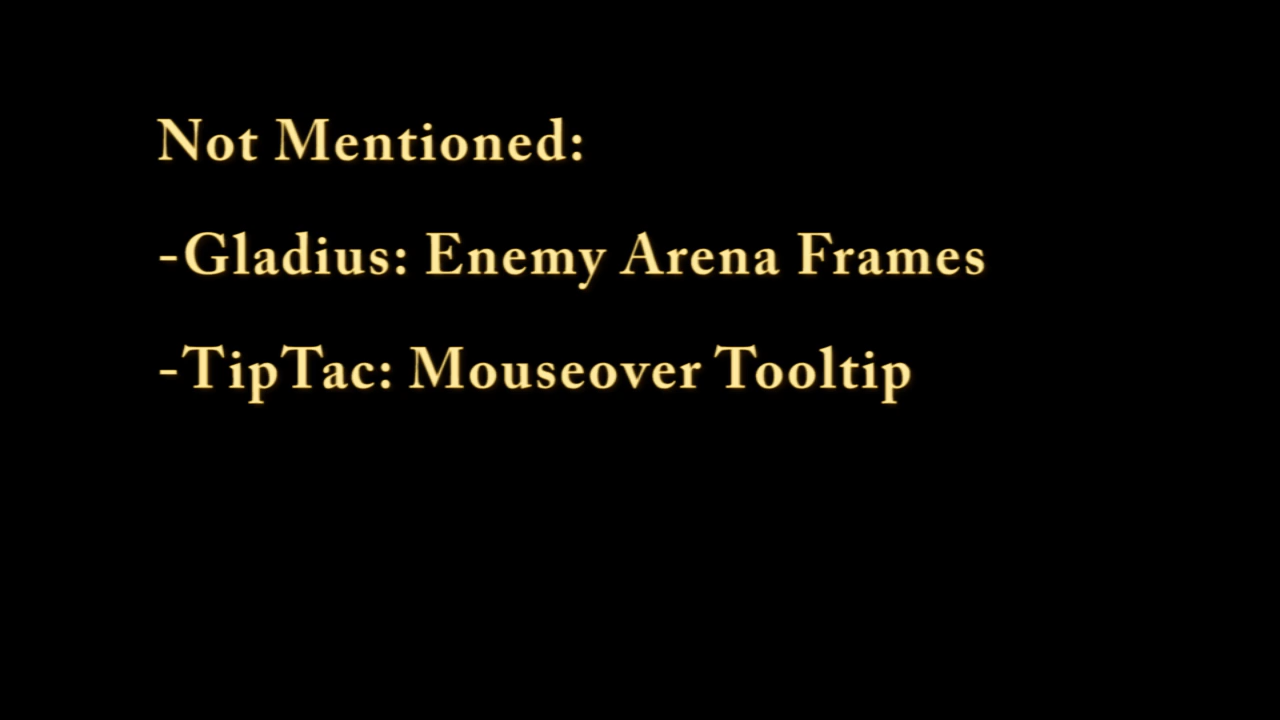 Not Mentioned:
-Gladius: Enemy Arena Frames
-TipTac: Mouseover Tooltip